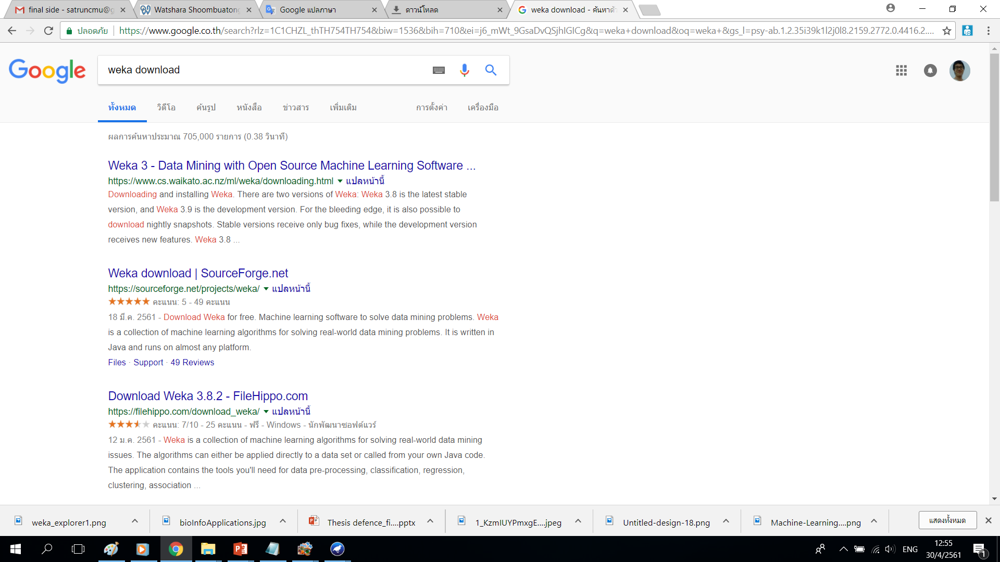 final side - satruncmu@g
Watshara Shoombuatong
Google แปลภาษา
ดาวน์โหลด
weka download - ค้นหาด้า
ปลอดภัย
https://www.google.co.th/search?rlz=1C1CHZL_thTH754TH754&biw=1536&bih=710&ei=j6_mWt_9GsaDvQSjhIGICg&q=weka+download&oq=weka+&gs_l=psy-ab.1.2.35i39k1l2j0l8.2159.2772.0.4416.2....
Google
weka download
ทั้งหมด
วิดีโอ
ค้นรูป
หนังสือ
ข่าวสาร
เพิ่มเติม
การตั้งค่า
เครื่องมือ
ผลการค้นหาประมาณ 705,000 รายการ (0.38 วินาที)
Weka 3 - Data Mining with Open Source Machine Learning Software ...
https://www.cs.waikato.ac.nz/ml/weka/downloading.html ▼ แปลหน้านี้
Downloading and installing Weka. There are two versions of Weka: Weka 3.8 is the latest stable
version, and Weka 3.9 is the development version. For the bleeding edge, it is also possible to
download nightly snapshots. Stable versions receive only bug fixes, while the development version
receives new features. Weka 3.8 ...
Weka download | SourceForge.net
https://sourceforge.net/projects/weka/ ▼ แปลหน้านี้
★★★★★ คะแนน: 5 - 49 คะแนน
18 มี.ค. 2561 - Download Weka for free. Machine learning software to solve data mining problems. Weka
is a collection of machine learning algorithms for solving real-world data mining problems. It is written in
Java and runs on almost any platform.
Files · Support · 49 Reviews
Download Weka 3.8.2 - FileHippo.com
https://filehippo.com/download_weka/ ▼ แปลหน้านี้
คะแนน: 7/10 - 25 คะแนน - ฟรี - Windows - นักพัฒนาซอฟต์แวร์
12 ม.ค. 2561 - Weka is a collection of machine learning algorithms for solving real-world data mining
issues. The algorithms can either be applied directly to a data set or called from your own Java code.
The application contains the tools you'll need for data pre-processing, classification, regression,
clustering, association ...
weka_explorer1.png
bioInfoApplications.jpg
Thesis defence_fi....pptx
1_KzmIUYPmxgE....jpeg
Untitled-design-18.png
Machine-Learning....png
แสดงทั้งหมด
ENG
12:55
30/4/2561
1